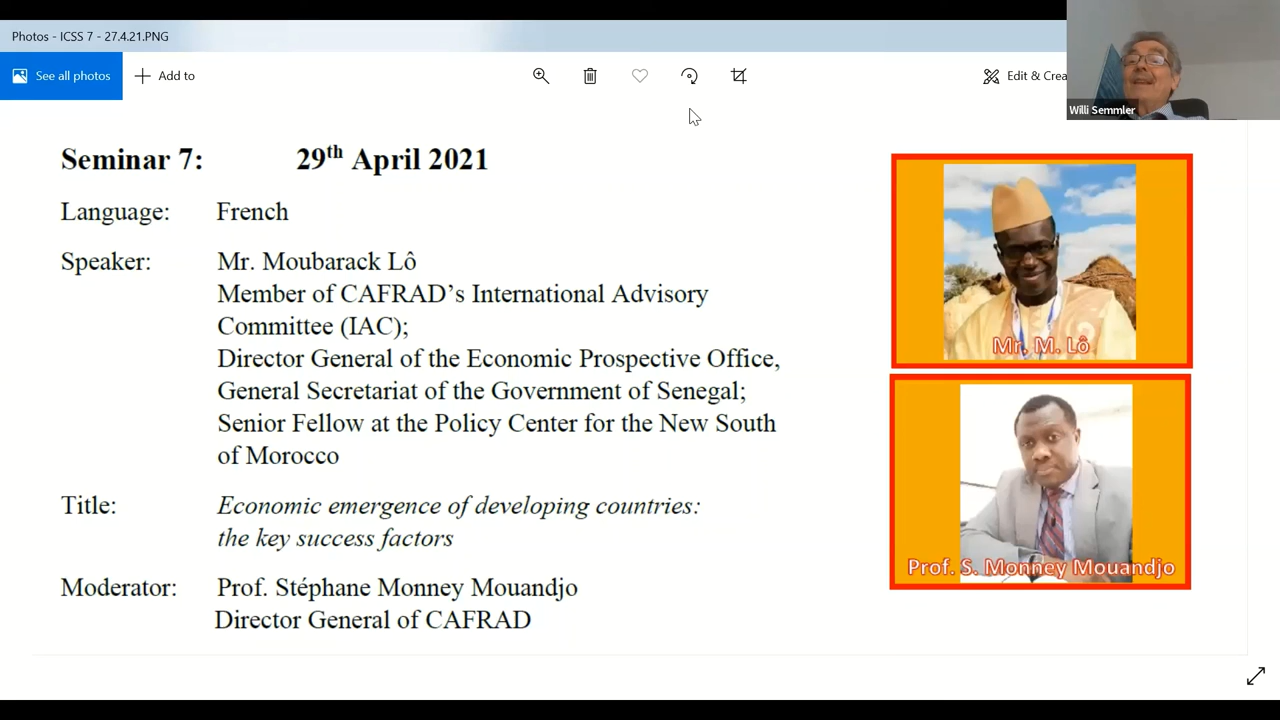 Photos - ICSS 7 - 27.4.21.PNG
See all photos
Add to
Edit & Crea
Willi Semmler
Seminar 7: 29th April 2021
Language: French
Speaker: Mr. Moubarack Lô
Member of CAFRAD’s International Advisory
Committee (IAC);
Director General of the Economic Prospective Office,
General Secretariat of the Government of Senegal;
Senior Fellow at the Policy Center for the New South
of Morocco
Title: Economic emergence of developing countries:
the key success factors
Moderator: Prof. Stéphane Monney Mouandjo
Director General of CAFRAD
Mr. M. Lô
Prof. S. Monney Mouandjo